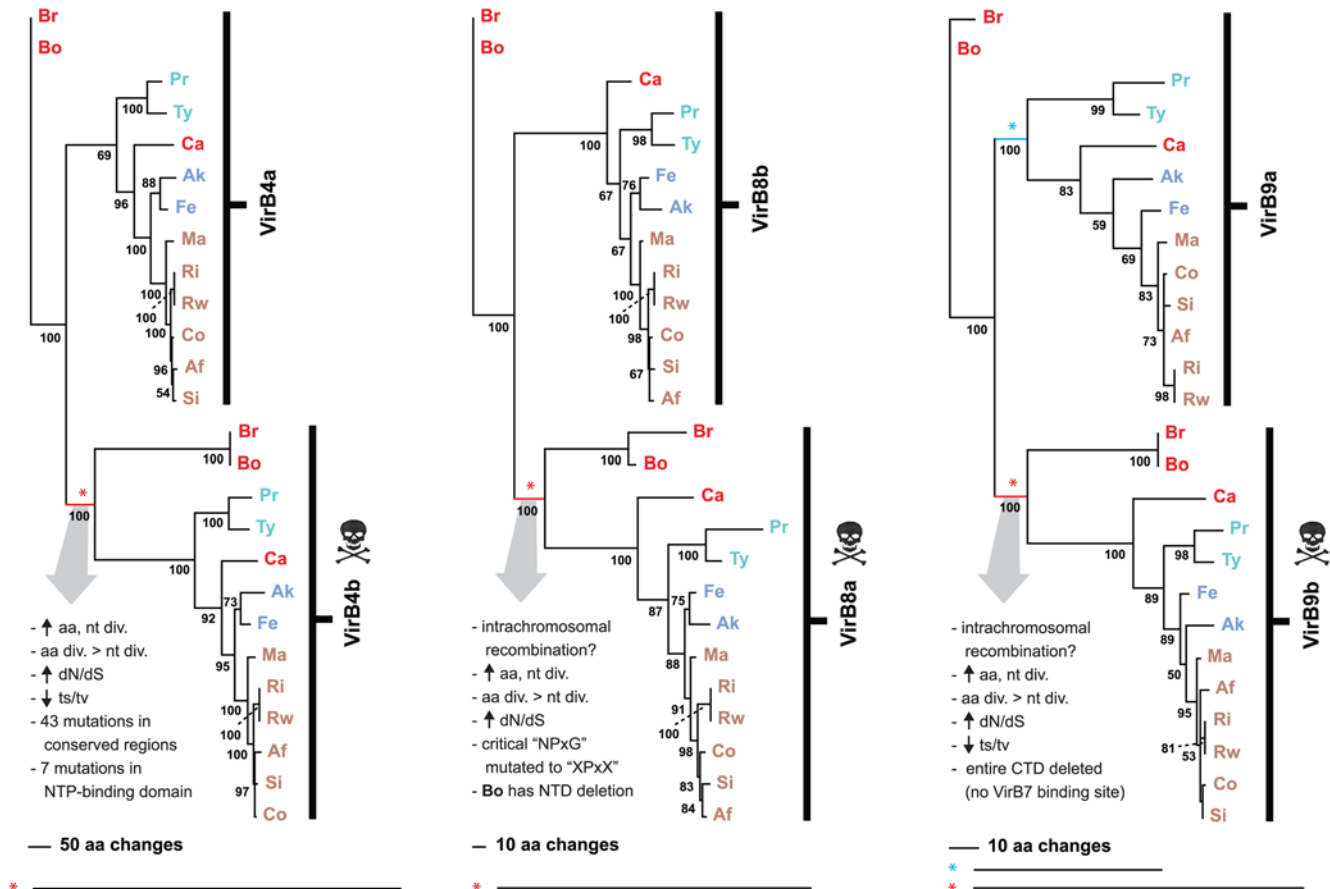 Br
Bo
Pr
100
Ty
69
Ca
88
Ak
96
Fe
100
Ma
Ri
100
Rw
100
100
Co
96
Af
54
Si
VirB4a
100
Br
100
Bo
*
100
Pr
100
Ty
100
Ca
73
Ak
92
Fe
95
Ma
Ri
100
Rw
100
100
Af
Si
97
Co
VirB4b
- ↑ aa, nt div.
- aa div. > nt div.
- ↑ dN/dS
- ↓ ts/tv
- 43 mutations in
conserved regions
- 7 mutations in
NTP-binding domain
50 aa changes
*
Br
Bo
Ca
100
Pr
98
Ty
67
76
Fe
Ak
67
Ma
Ri
100
Rw
100
98
Co
67
Si
Af
VirB8b
100
Br
Bo
*
100
Ca
100
Pr
100
Ty
87
75
Fe
Ak
88
Ma
Ri
91
Rw
100
98
Co
83
Si
84
Af
VirB8a
- intrachromosomal
recombination?
- ↑ aa, nt div.
- aa div. > nt div.
- ↑ dN/dS
- critical “NPxG”
mutated to “XPxX”
- Bo has NTD deletion
10 aa changes
*
Br
Bo
Pr
99
Ty
*
100
Ca
83
Ak
59
Fe
69
Ma
Co
83
Si
73
Af
Ri
98
Rw
VirB9a
100
Br
100
Bo
*
100
Ca
100
Pr
98
Ty
89
Fe
89
Ak
50
Ma
95
Af
Ri
81
53
Rw
Co
Si
VirB9b
- intrachromosomal
recombination?
- ↑ aa, nt div.
- aa div. > nt div.
- ↑ dN/dS
- ↓ ts/tv
- entire CTD deleted
(no VirB7 binding site)
10 aa changes
*
*